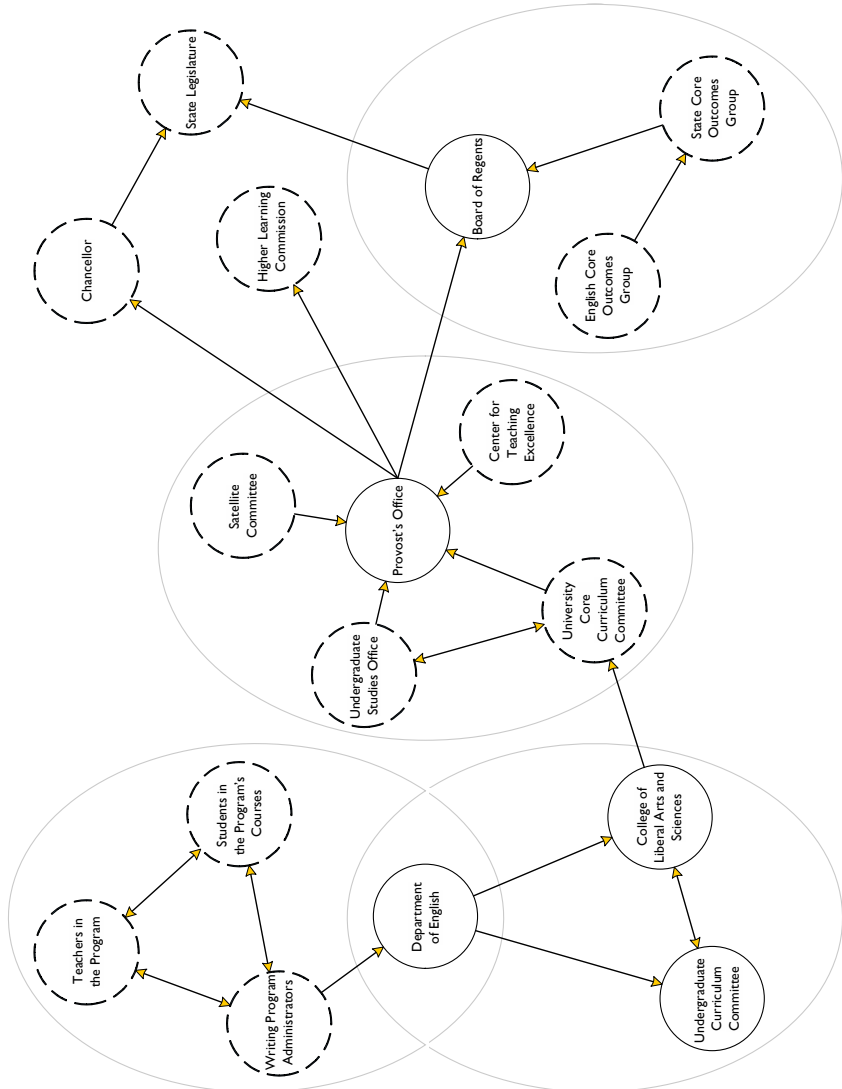 Teachers in
the Program
Writing Program
Administrators
Students in
the Program's
Courses
Department
of English
Undergraduate
Curriculum
Committee
College of
Liberal Arts and
Sciences
Undergraduate
Studies Office
Satellite
Committee
Provost's Office
University
Core
Curriculum
Committee
Center for
Teaching
Excellence
Chancellor
State Legislature
Higher Learning
Commission
Board of Regents
English Core
Outcomes
Group
State Core
Outcomes
Group